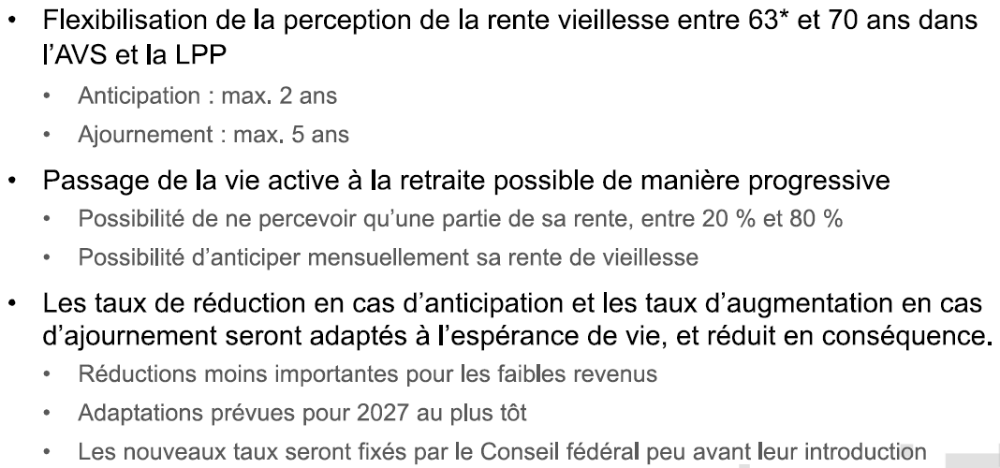 • Flexibilisation de la perception de la rente vieillesse entre 63* et 70 ans dans
l'AVS et la LPP
• Anticipation : max. 2 ans
• Ajournement : max. 5 ans
• Passage de la vie active à la retraite possible de manière progressive
• Possibilité de ne percevoir qu'une partie de sa rente, entre 20 % et 80 %
• Possibilité d'anticiper mensuellement sa rente de vieillesse
• Les taux de réduction en cas d'anticipation et les taux d'augmentation en cas
d'ajournement seront adaptés à l'espérance de vie, et réduit en conséquence.
• Réductions moins importantes pour les faibles revenus
• Adaptations prévues pour 2027 au plus tôt
• Les nouveaux taux seront fixés par le Conseil fédéral peu avant leur introduction